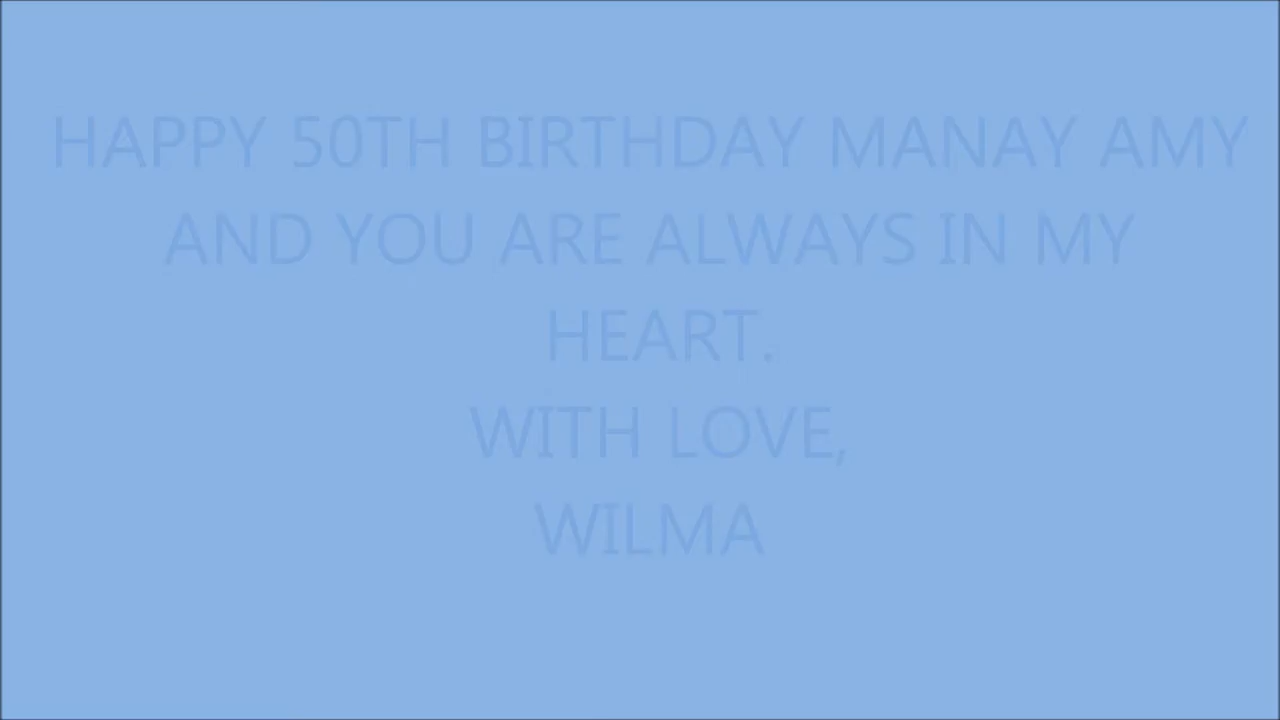 HAPPY 50TH BIRTHDAY MANAY AMY
AND YOU ARE ALWAYS IN MY
HEART.
WITH LOVE,
WILMA